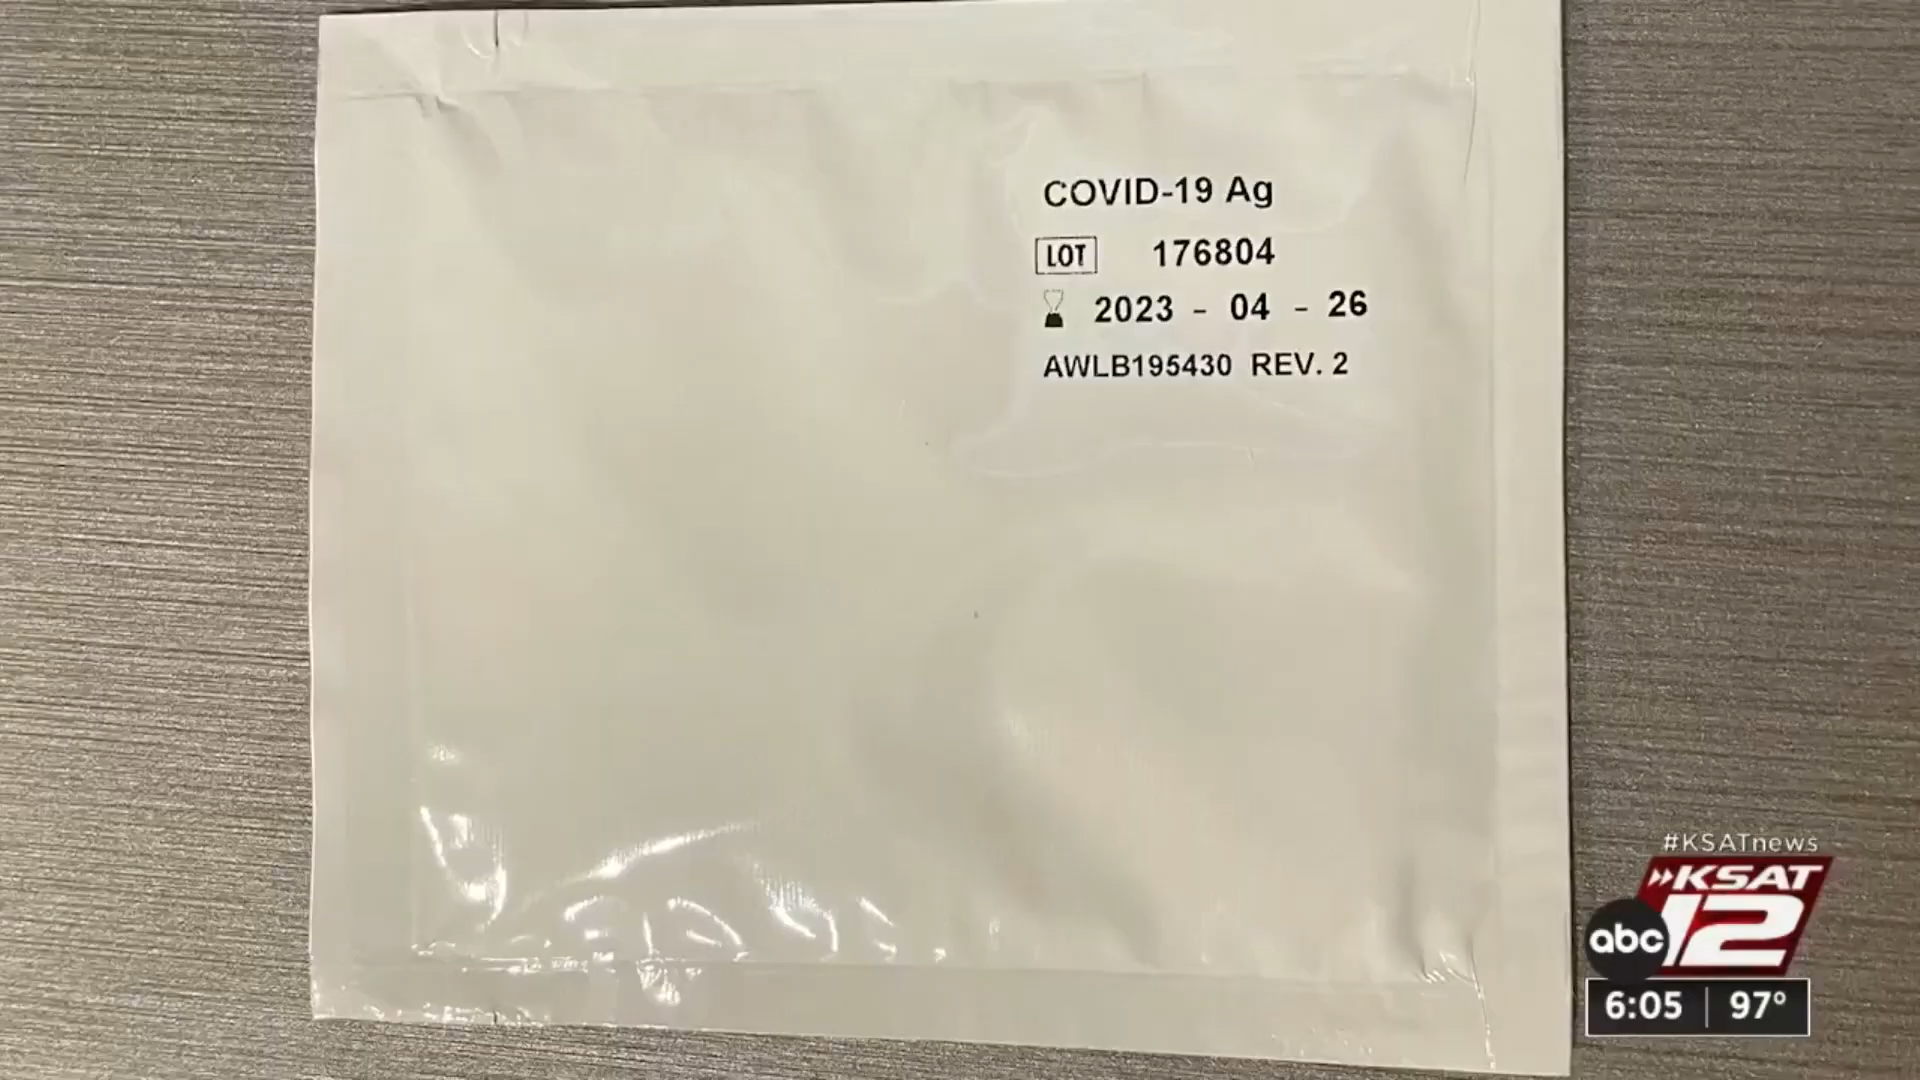 COVID-19 Ag
LOT 176804
2023 - 04 - 26
AWLB195430 REV. 2
#KSATnews
KSAT
abc 12
6:05 97°